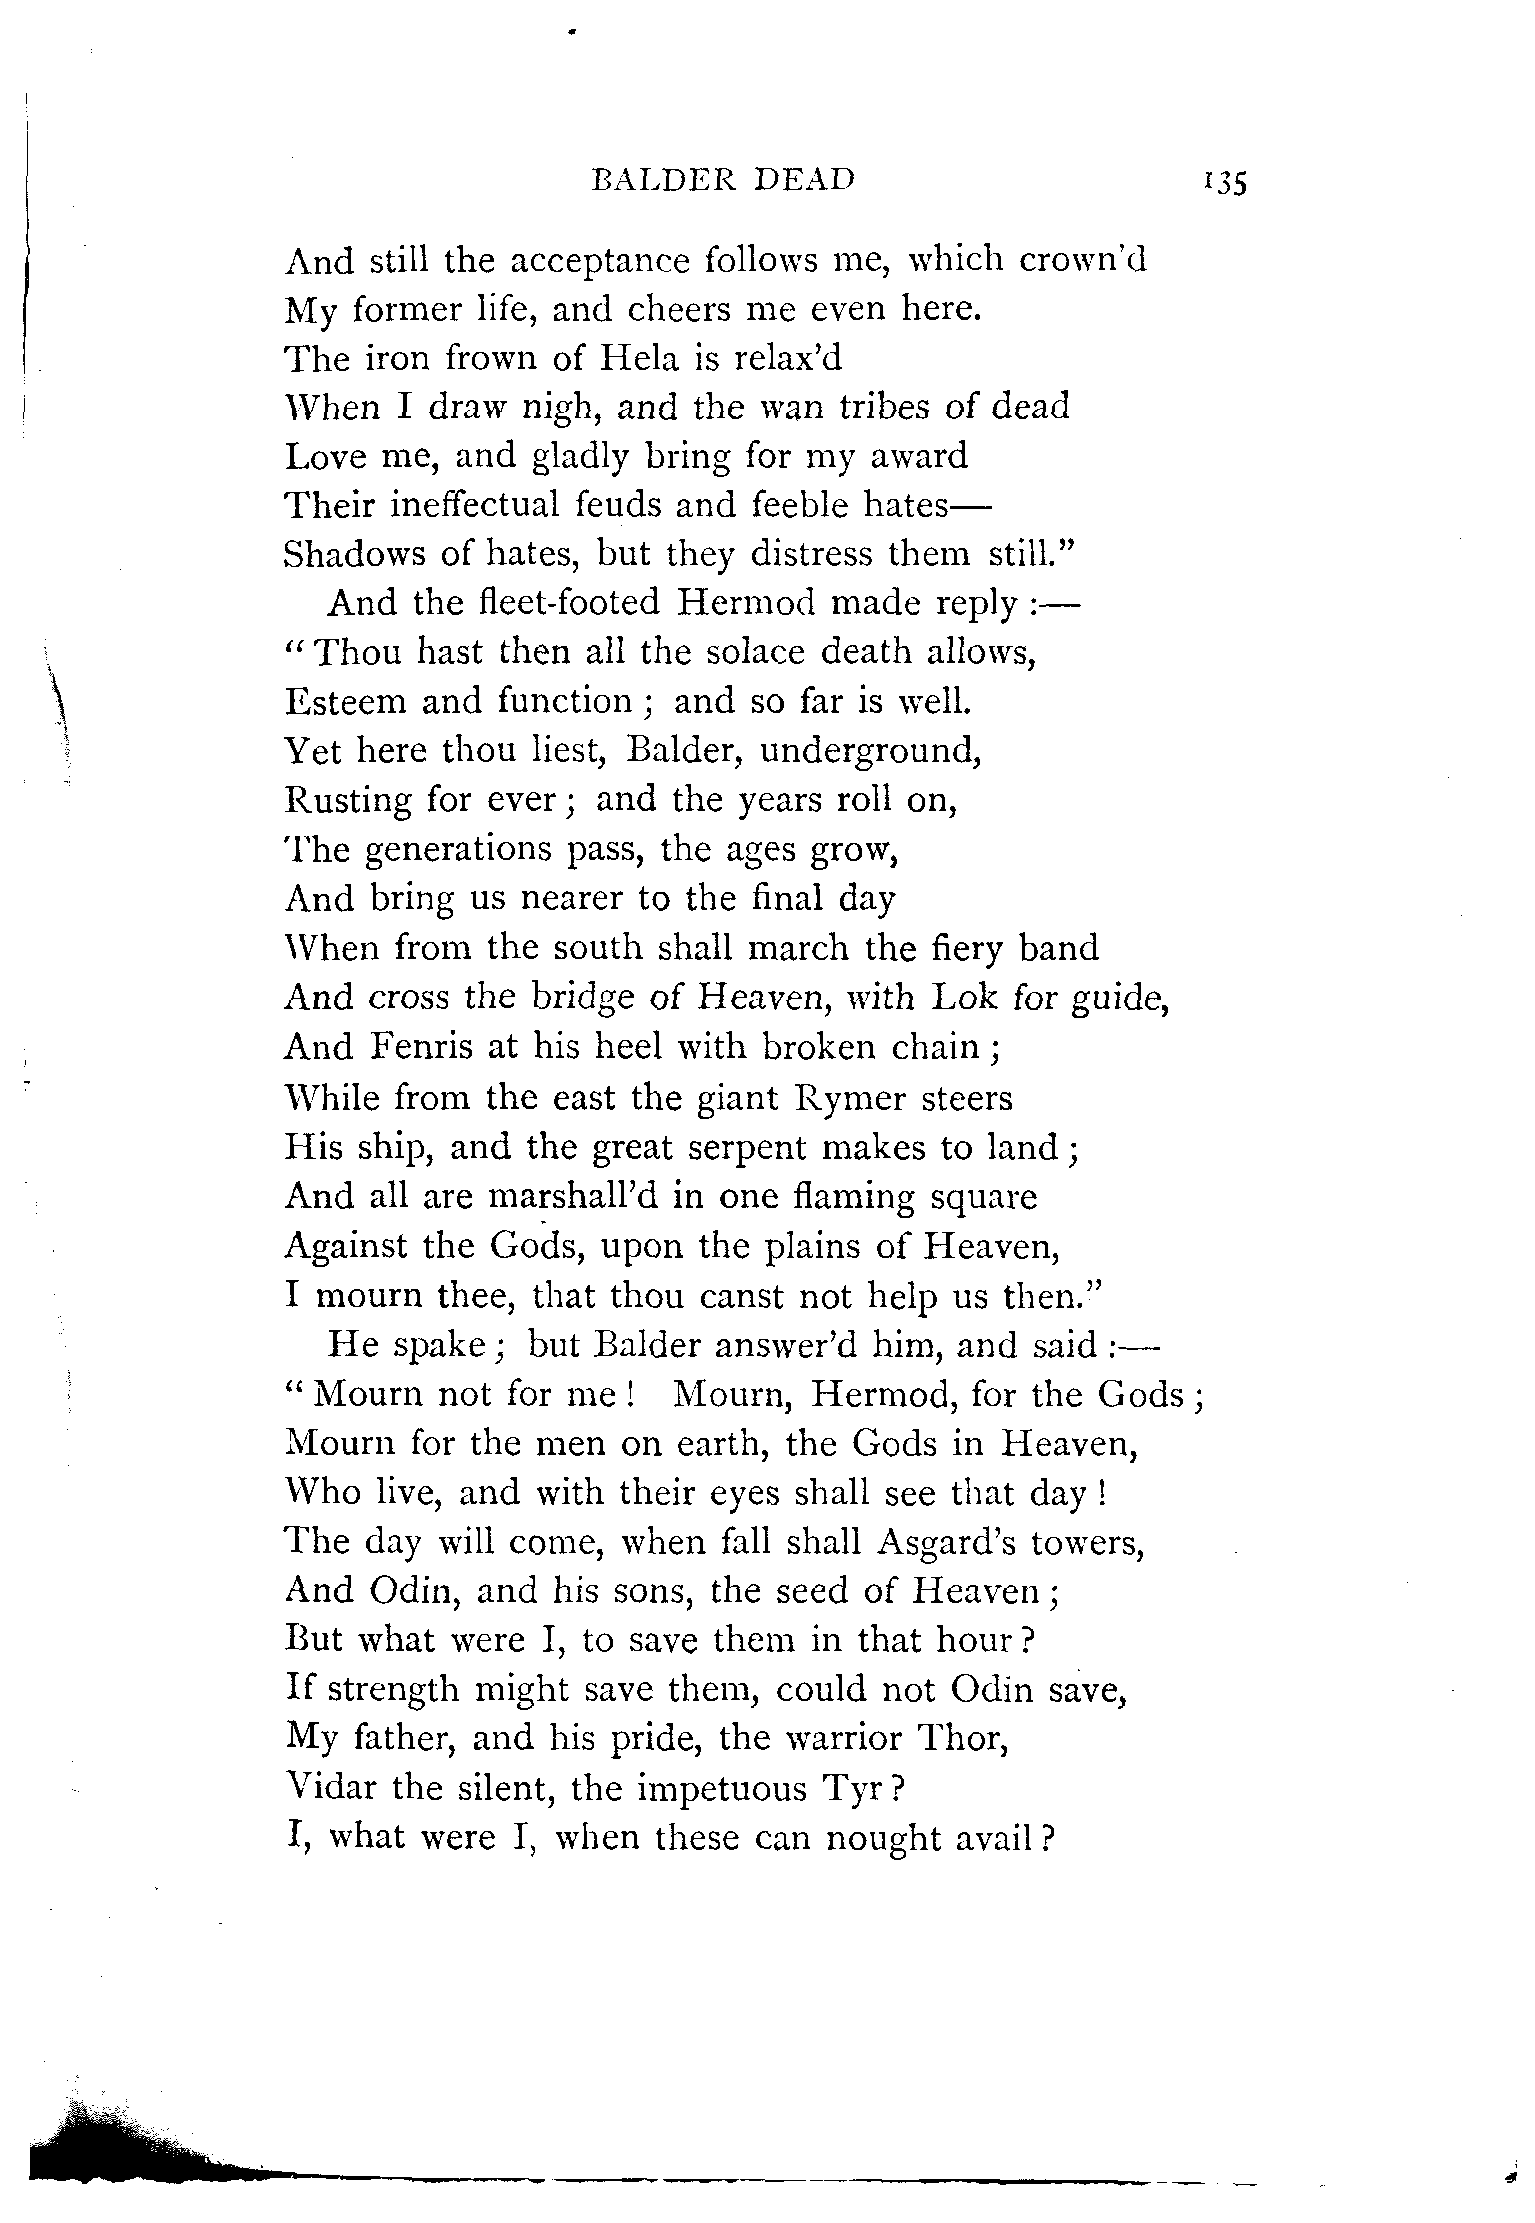 BALDER DEAD 135
And still the acceptance follows me, which crown'd
My former life, and cheers me even here.
The iron frown of Hela is relax'd
When I draw nigh, and the wan tribes of dead
Love me, and gladly bring for my award
Their ineffectual feuds and feeble hates—
Shadows of hates, but they distress them still.”
And the fleet-footed Hermod made reply :—
“ Thou hast then all the solace death allows,
Esteem and function ; and so far is well.
Yet here thou liest, Balder, underground,
Rusting for ever ; and the years roll on,
The generations pass, the ages grow,
And bring us nearer to the final day
When from the south shall march the fiery band
And cross the bridge of Heaven, with Lok for guide,
And Fenris at his heel with broken chain ;
While from the east the giant Rymer steers
His ship, and the great serpent makes to land ;
And all are marshall'd in one flaming square
Against the Gods, upon the plains of Heaven,
I mourn thee, that thou canst not help us then.”
He spake ; but Balder answer'd him, and said :—
“ Mourn not for me ! Mourn, Hermod, for the Gods ;
Mourn for the men on earth, the Gods in Heaven,
Who live, and with their eyes shall see that day !
The day will come, when fall shall Asgard's towers,
And Odin, and his sons, the seed of Heaven ;
But what were I, to save them in that hour ?
If strength might save them, could not Odin save,
My father, and his pride, the warrior Thor,
Vidar the silent, the impetuous Tyr ?
I, what were I, when these can nought avail ?